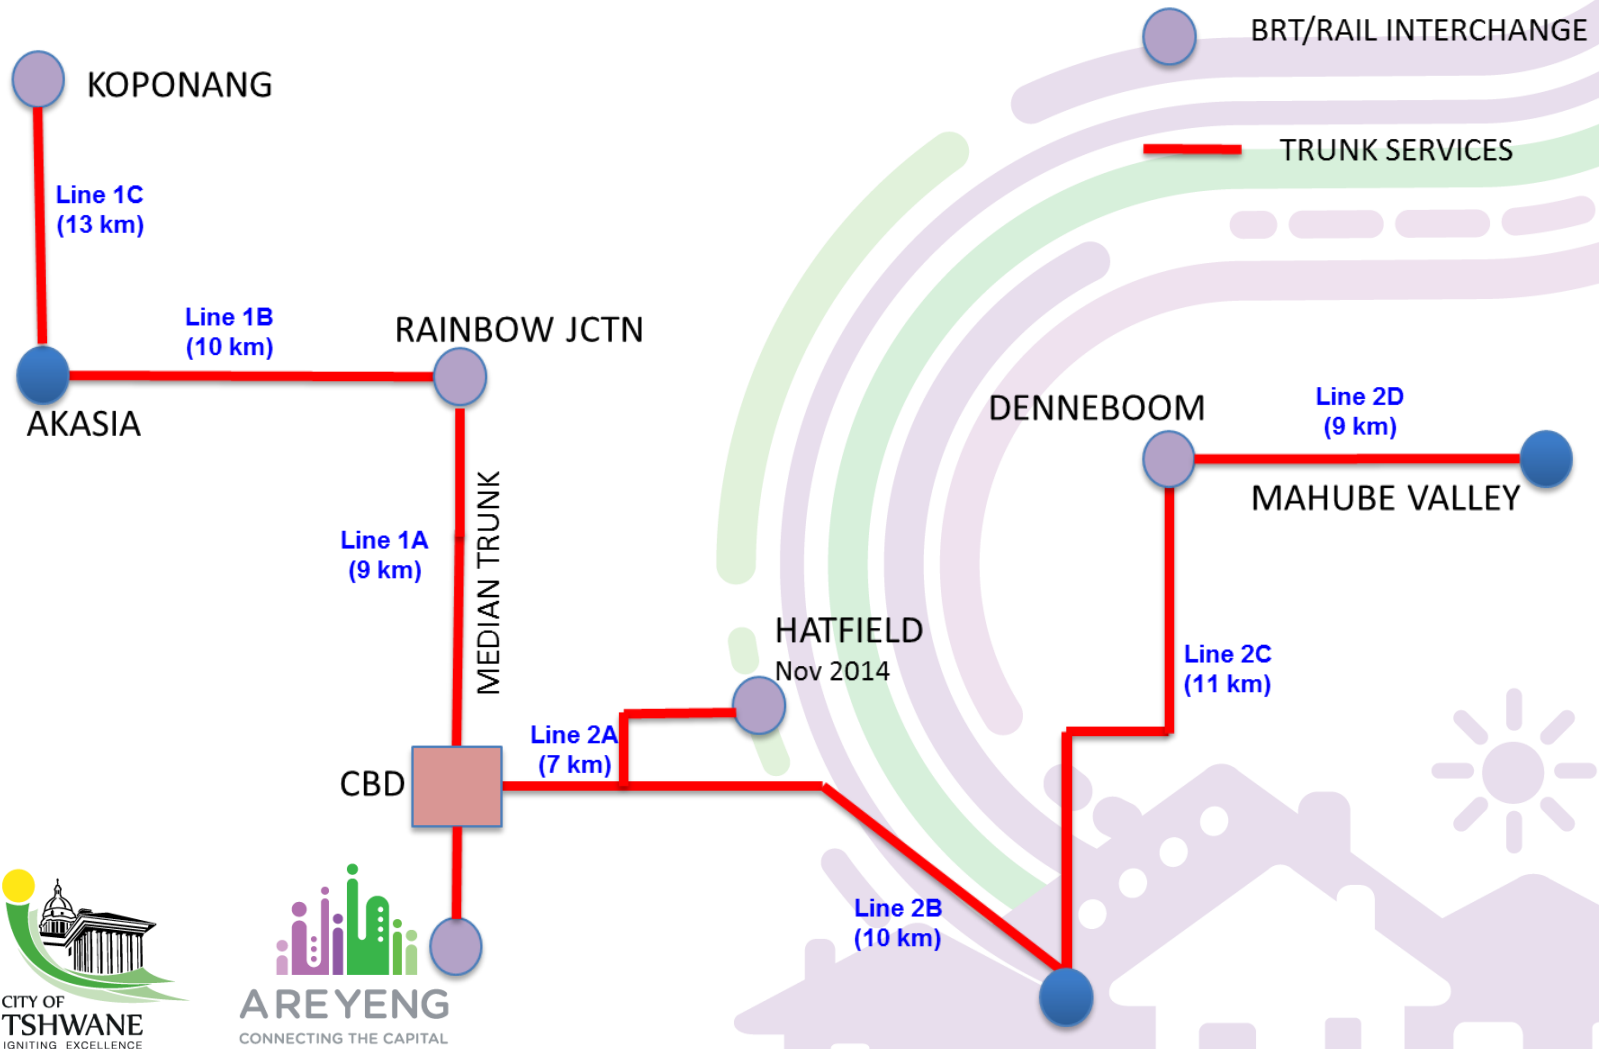 BRT/RAIL INTERCHANGE
KOPONANG
TRUNK SERVICES
Line 1C
(13 km)
Line 1B
(10 km)
RAINBOW JCTN
AKASIA
DENNEBOOM
Line 2D
(9 km)
MAHUBE VALLEY
Line 1A
(9 km)
MEDIAN TRUNK
HATFIELD
Nov 2014
Line 2C
(11 km)
Line 2A
(7 km)
CBD
Line 2B
(10 km)
CITY OF
TSHWANE
IGNITING EXCELLENCE
AREYENG
CONNECTING THE CAPITAL